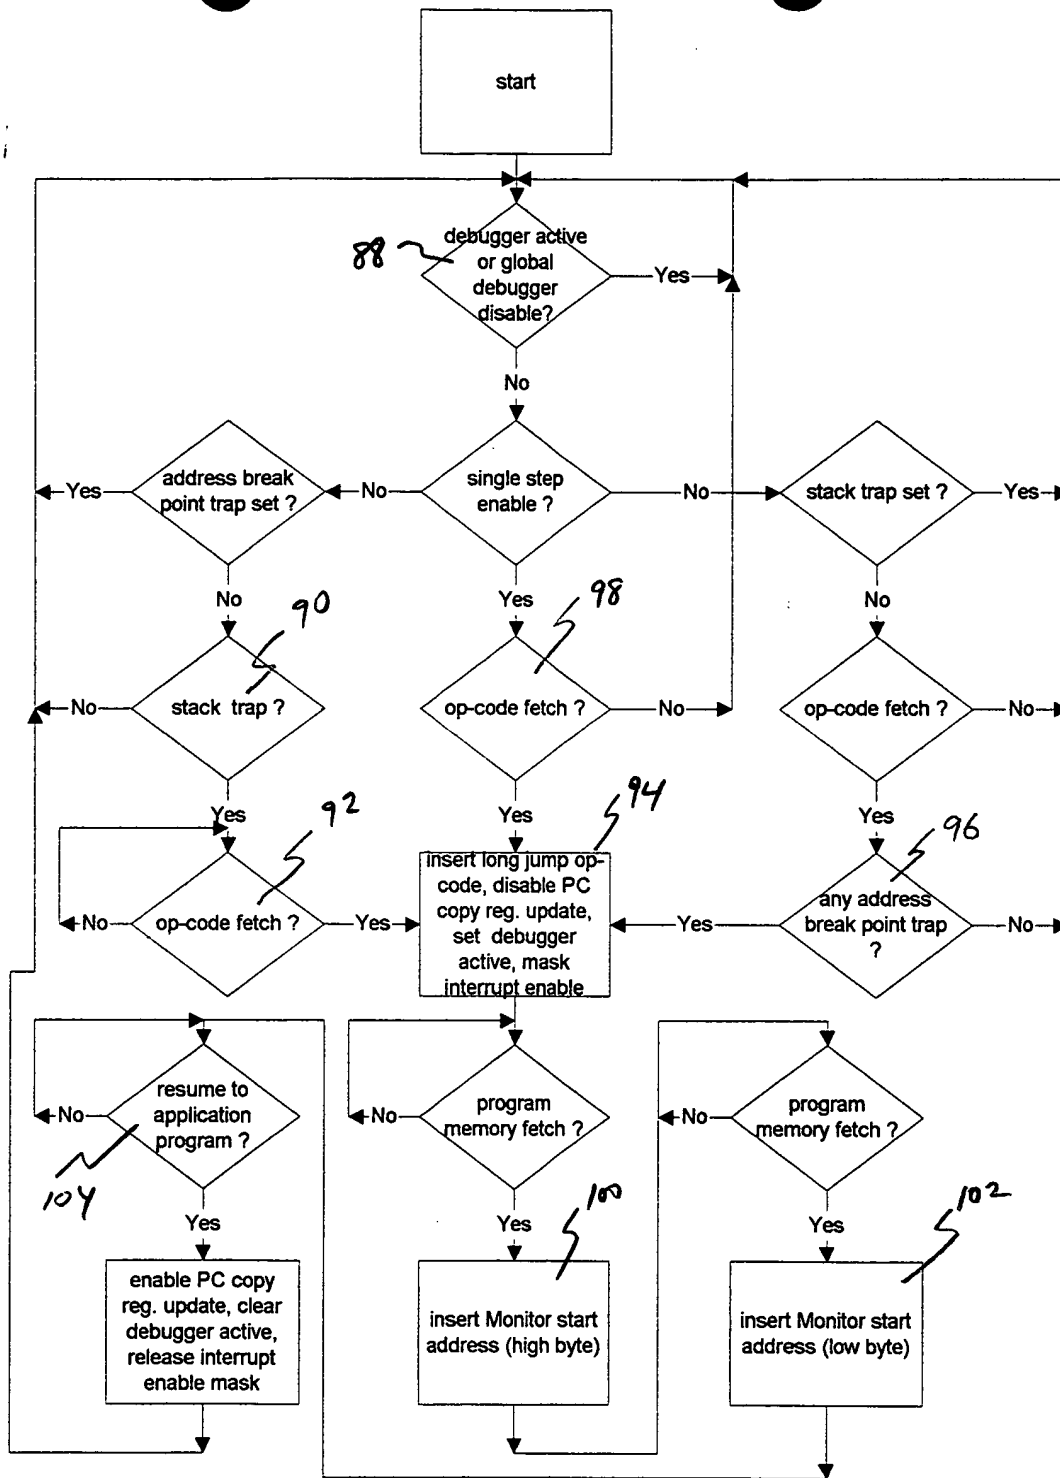 start
88
debugger active
or global
debugger
disable?
Yes
No
address break
point trap set ?
Yes
No
single step
enable ?
No
stack trap set ?
Yes
No
90
Yes
98
No
stack trap ?
No
op-code fetch ?
No
op-code fetch ?
No
Yes
92
Yes
94
Yes
96
op-code fetch ?
No
Yes
insert long jump op-
code, disable PC
copy reg. update,
set debugger
active, mask
interrupt enable
Yes
any address
break point trap
?
No
resume to
application
program ?
No
104
program
memory fetch ?
No
program
memory fetch ?
No
Yes
Yes
100
Yes
102
enable PC copy
reg. update, clear
debugger active,
release interrupt
enable mask
insert Monitor start
address (high byte)
insert Monitor start
address (low byte)